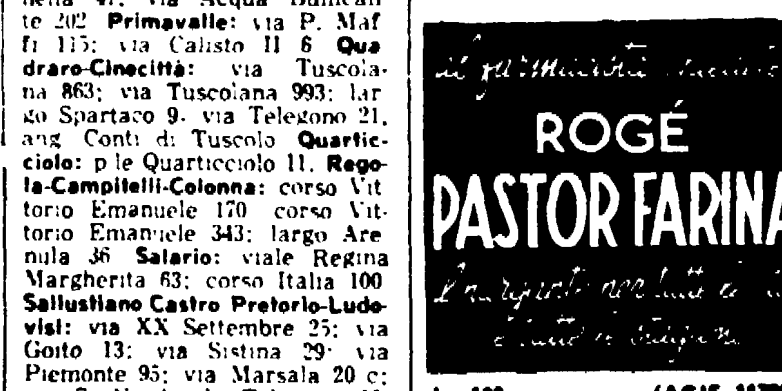 te 202 Primavalle: via P. Maf
fi 115; via Calisto II 6 Qua
draro-Cinecittà: via Tuscola-
na 863; via Tuscolana 993; lar
go Spartaco 9. via Telegono 21,
ang Conti di Tuscolo Quartic-
ciolo: p le Quarticciolo 11. Rego-
la-Campitelli-Colonna: corso Vit
torio Emanuele 170 corso Vit-
torio Emanuele 343; largo Are
nula 36 Salario: viale Regina
Margherita 63; corso Italia 100
Sallustiano Castro Pretorio-Ludo-
visi: via XX Settembre 25; via
Goito 13; via Sistina 29; via
Piemonte 95; via Marsala 20 c;
ROGÉ
PASTOR FARINA